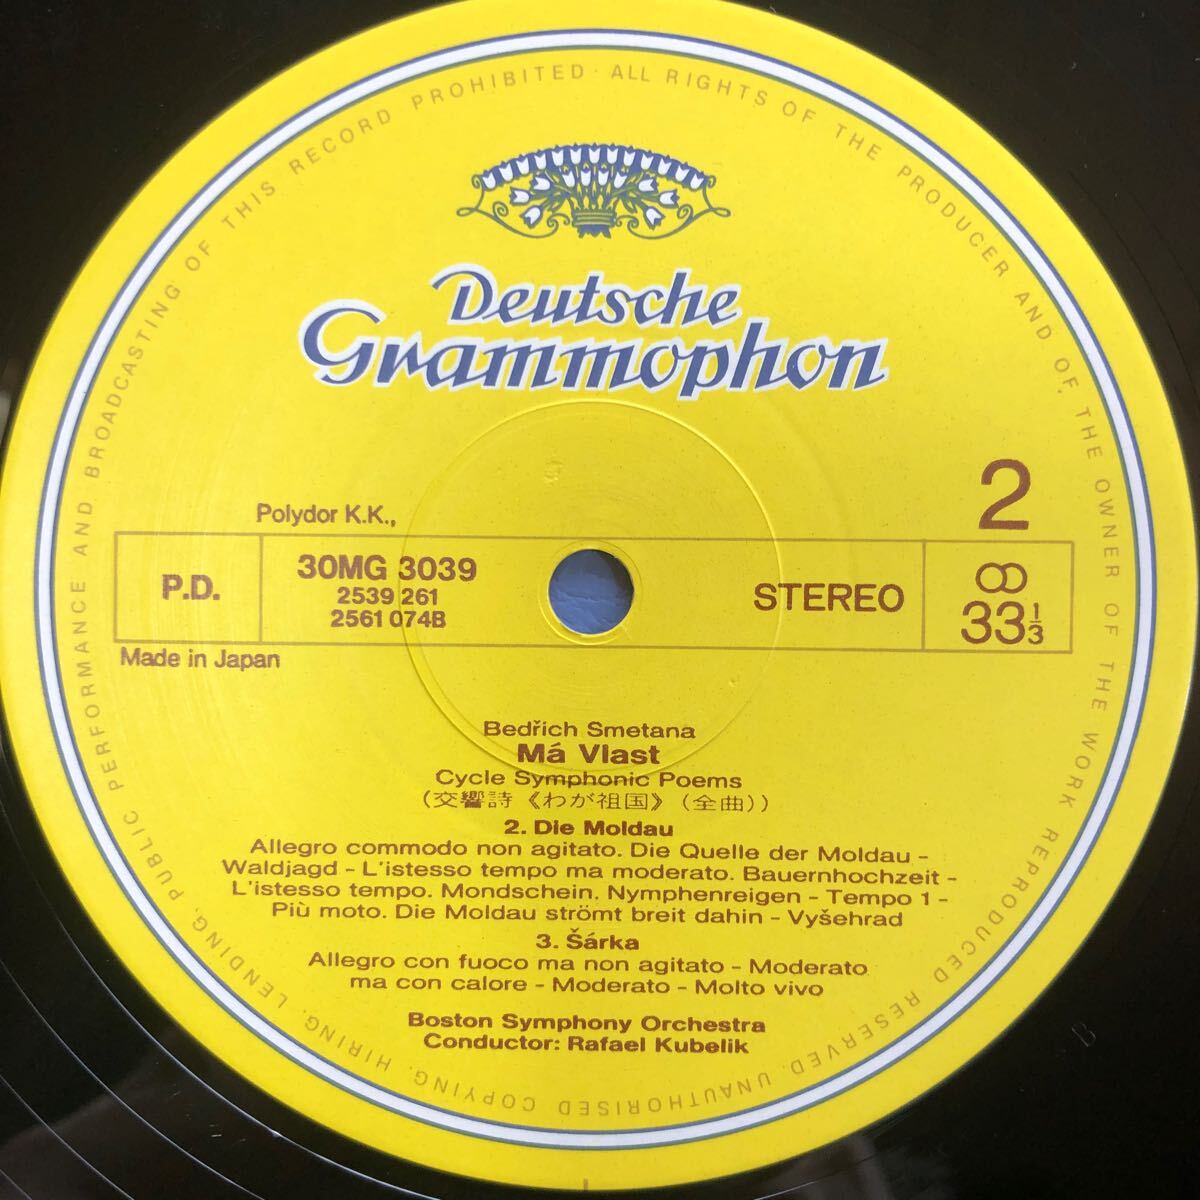 PROHIBITED · ALL RIGHTS OF THE PRODUCER AND OF THE OWNER OF THE WORK REPRODUCED RESERVED. UNAUTHORISED COPYING, HIRING, LENDING, PUBLIC PERFORMANCE AND BROADCASTING OF THIS RECORD
Deutsche
Grammophon
2
Polydor K.K.,
P.D.
30MG 3039
2539 261
2561 074B
STEREO
33⅓
Made in Japan
Bedřich Smetana
Má Vlast
Cycle Symphonic Poems
(交響詩《わが祖国》(全曲))
2. Die Moldau
Allegro commodo non agitato. Die Quelle der Moldau –
Waldjagd – L'istesso tempo ma moderato. Bauernhochzeit –
L'istesso tempo. Mondschein, Nymphenreigen – Tempo 1 –
Più moto. Die Moldau strömt breit dahin – Vyšehrad
3. Šárka
Allegro con fuoco ma non agitato – Moderato
ma con calore – Moderato – Molto vivo
Boston Symphony Orchestra
Conductor: Rafael Kubelik